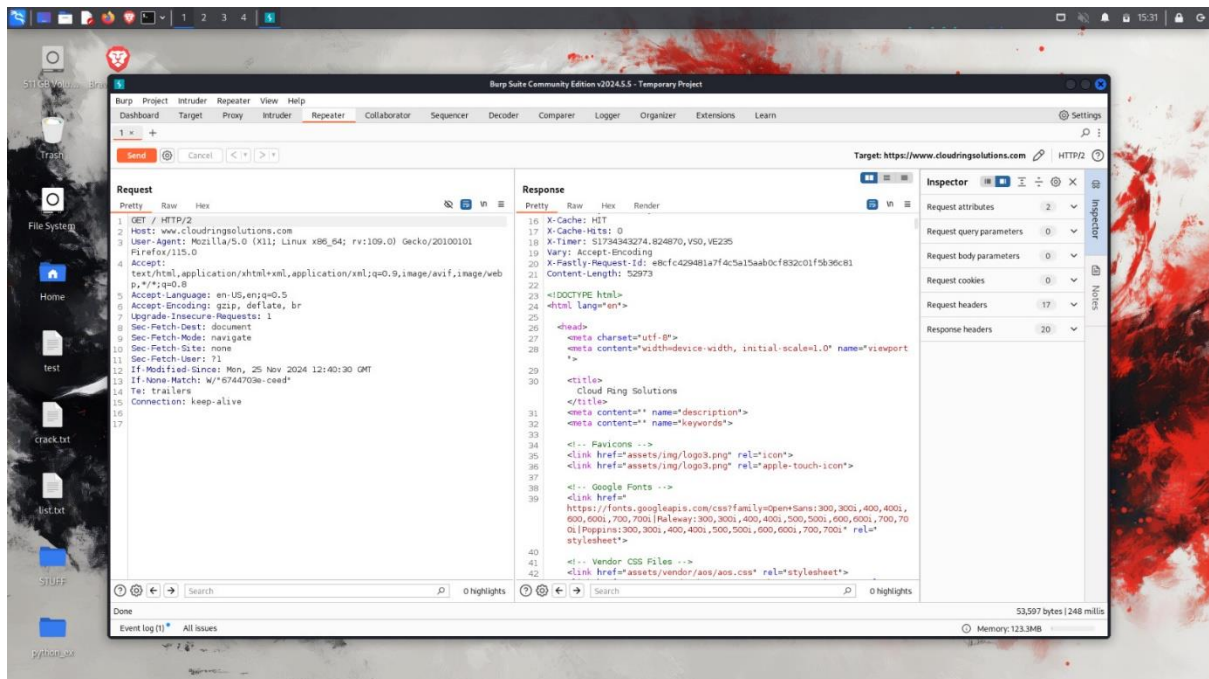 1 2 3 4
15:31
Burp Suite Community Edition v2024.5.5 - Temporary Project
Burp Project Intruder Repeater View Help
Dashboard Target Proxy Intruder Repeater Collaborator Sequencer Decoder Comparer Logger Organizer Extensions Learn
Settings
1 × +
Send Cancel < >
Target: https://www.cloudringsolutions.com HTTP/2
Request
Pretty Raw Hex
1 GET / HTTP/2
2 Host: www.cloudringsolutions.com
3 User-Agent: Mozilla/5.0 (X11; Linux x86_64; rv:109.0) Gecko/20100101
Firefox/115.0
4 Accept:
text/html,application/xhtml+xml,application/xml;q=0.9,image/avif,image/web
p,*/*;q=0.8
5 Accept-Language: en-US,en;q=0.5
6 Accept-Encoding: gzip, deflate, br
7 Upgrade-Insecure-Requests: 1
8 Sec-Fetch-Dest: document
9 Sec-Fetch-Mode: navigate
10 Sec-Fetch-Site: none
11 Sec-Fetch-User: ?1
12 If-Modified-Since: Mon, 25 Nov 2024 12:40:30 GMT
13 If-None-Match: W/"6744703e-ceed"
14 Te: trailers
15 Connection: keep-alive
16
17
Search
0 highlights
Response
Pretty Raw Hex Render
16 X-Cache: HIT
17 X-Cache-Hits: 0
18 X-Timer: S1734343274.824870,VS0,VE235
19 Vary: Accept-Encoding
20 X-Fastly-Request-Id: e8cfc429481a7f4c5a15aab0cf832c01f5b36c81
21 Content-Length: 52973
22
23 <!DOCTYPE html>
24 <html lang="en">
25
26 <head>
27 <meta charset="utf-8">
28 <meta content="width=device-width, initial-scale=1.0" name="viewport
">
29
30 <title>
Cloud Ring Solutions
</title>
31 <meta content="" name="description">
32 <meta content="" name="keywords">
33
34 <!-- Favicons -->
35 <link href="assets/img/logo3.png" rel="icon">
36 <link href="assets/img/logo3.png" rel="apple-touch-icon">
37
38 <!-- Google Fonts -->
39 <link href="
https://fonts.googleapis.com/css?family=Open+Sans:300,300i,400,400i,
600,600i,700,700i|Raleway:300,300i,400,400i,500,500i,600,600i,700,70
0i|Poppins:300,300i,400,400i,500,500i,600,600i,700,700i" rel="
stylesheet">
40
41 <!-- Vendor CSS Files -->
42 <link href="assets/vendor/aos/aos.css" rel="stylesheet">
Search
0 highlights
Inspector
Request attributes 2
Request query parameters 0
Request body parameters 0
Request cookies 0
Request headers 17
Response headers 20
Inspector
Notes
Done
53,597 bytes | 248 millis
Event log (1) All issues
Memory: 123.3MB
Trash
File System
Home
test
crack.txt
list.txt
STUFF
python_ex